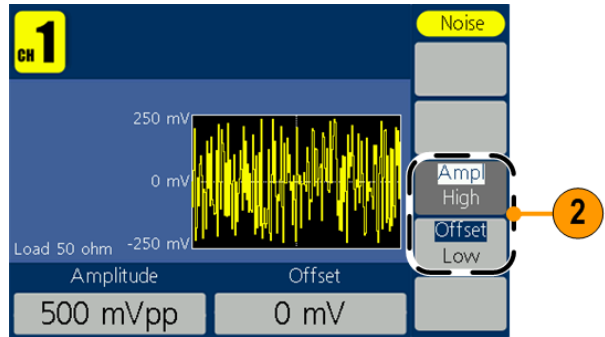 CH 1
Noise
250 mV
0 mV
-250 mV
Load 50 ohm
Ampl
High
Offset
Low
2
Amplitude
Offset
500 mVpp
0 mV